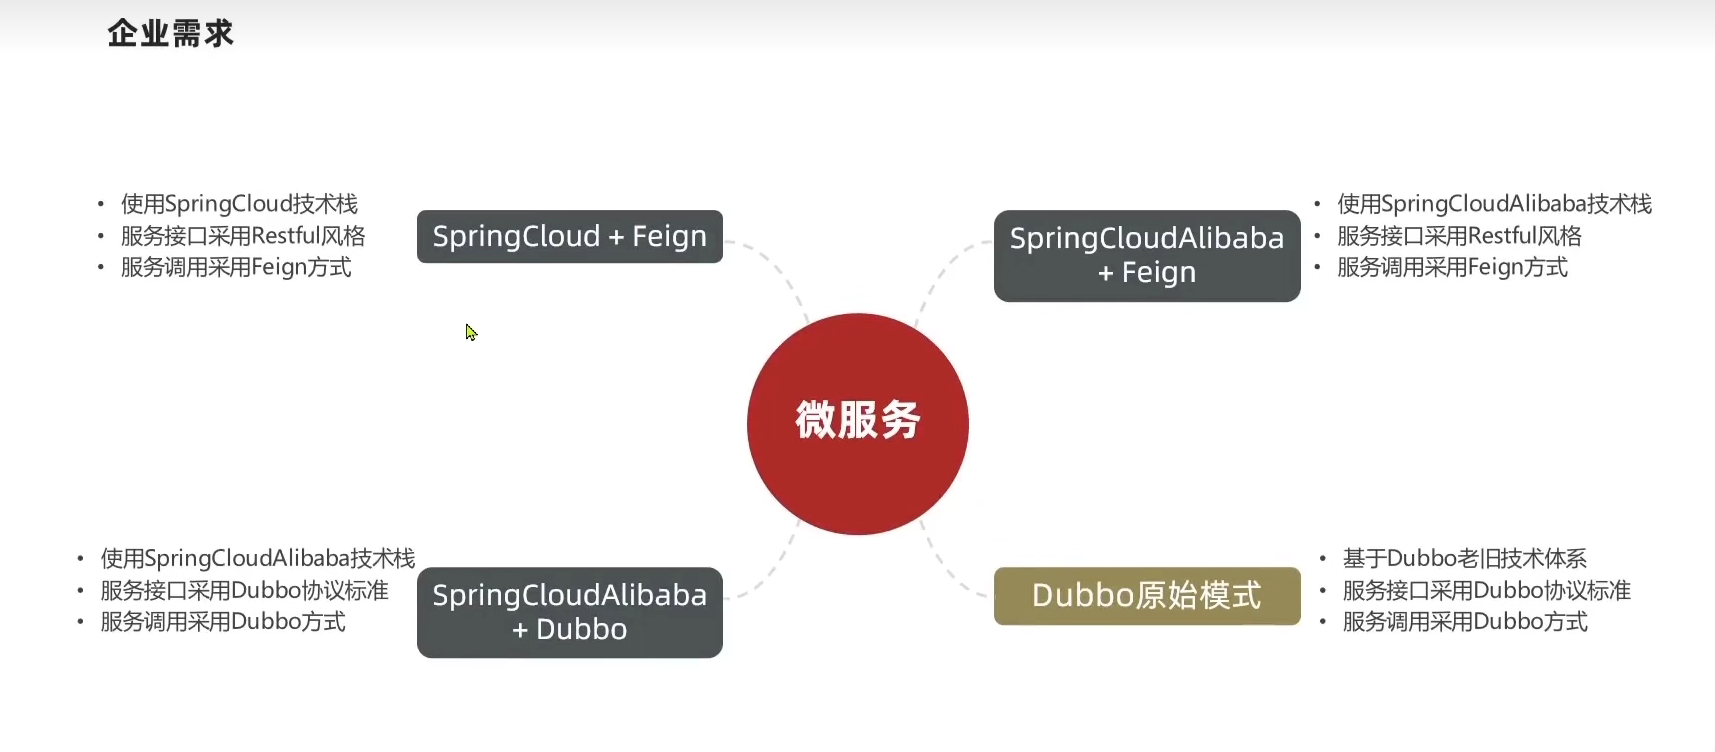 企业需求
使用SpringCloud技术栈
服务接口采用Restful风格
服务调用采用Feign方式
SpringCloud + Feign
SpringCloudAlibaba
+ Feign
使用SpringCloudAlibaba技术栈
服务接口采用Restful风格
服务调用采用Feign方式
微服务
使用SpringCloudAlibaba技术栈
服务接口采用Dubbo协议标准
服务调用采用Dubbo方式
SpringCloudAlibaba
+ Dubbo
Dubbo原始模式
基于Dubbo老旧技术体系
服务接口采用Dubbo协议标准
服务调用采用Dubbo方式